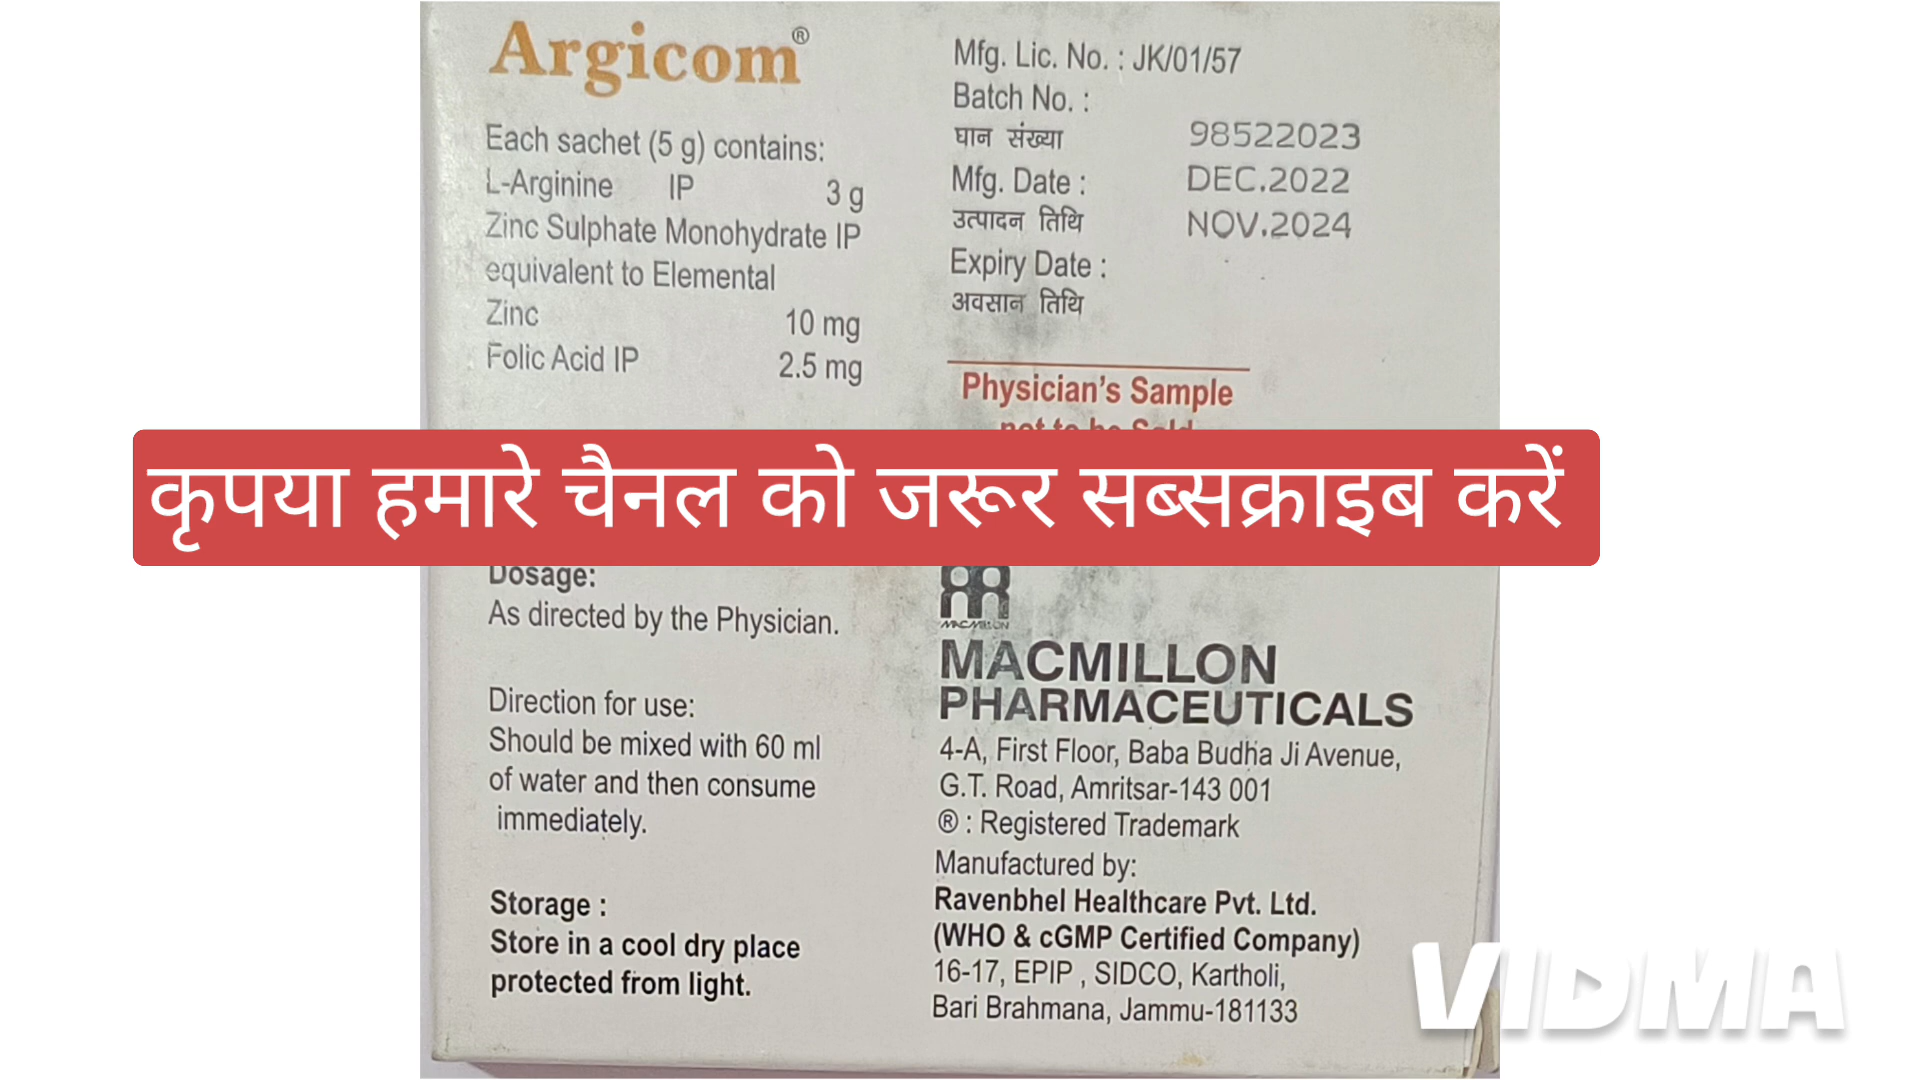 Argicom®
Each sachet (5 g) contains:
L-Arginine IP 3 g
Zinc Sulphate Monohydrate IP
equivalent to Elemental
Zinc 10 mg
Folic Acid IP 2.5 mg
Mfg. Lic. No. : JK/01/57
Batch No. :
घान संख्या 98522023
Mfg. Date : DEC.2022
उत्पादन तिथि NOV.2024
Expiry Date :
अवसान तिथि
Physician's Sample
not to be Sold
कृपया हमारे चैनल को जरूर सब्सक्राइब करें
Dosage:
As directed by the Physician.
Direction for use:
Should be mixed with 60 ml
of water and then consume
immediately.
Storage :
Store in a cool dry place
protected from light.
MACMILLON
MACMILLON
PHARMACEUTICALS
4-A, First Floor, Baba Budha Ji Avenue,
G.T. Road, Amritsar-143 001
® : Registered Trademark
Manufactured by:
Ravenbhel Healthcare Pvt. Ltd.
(WHO & cGMP Certified Company)
16-17, EPIP , SIDCO, Kartholi,
Bari Brahmana, Jammu-181133
VIDMA